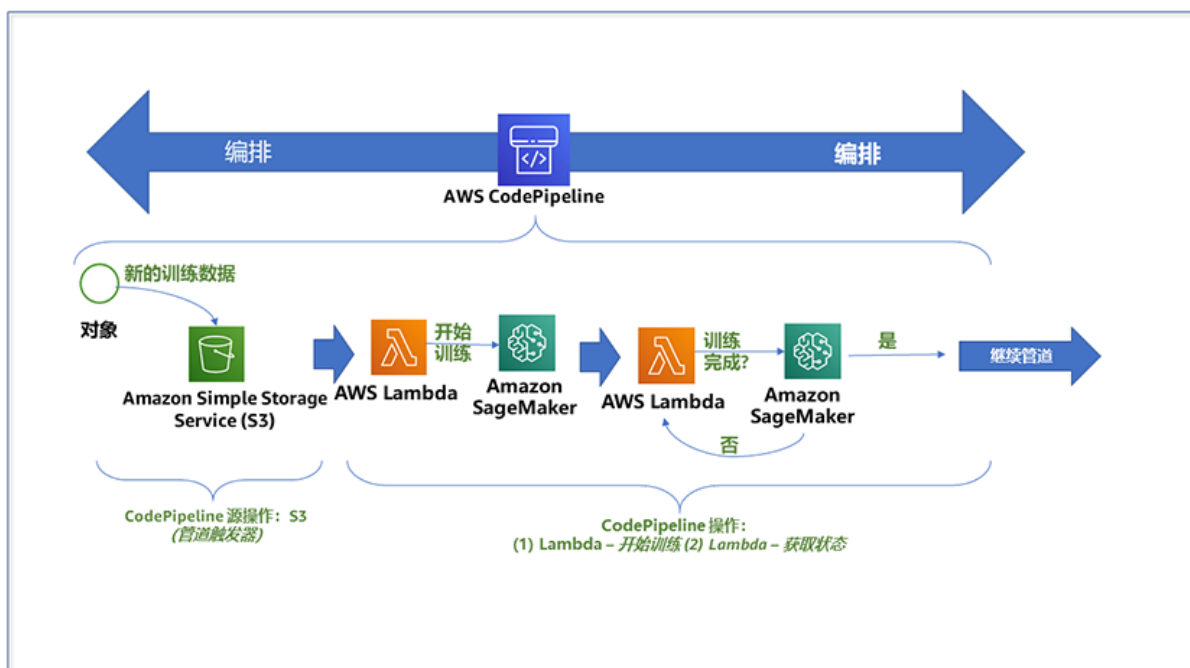 编排
编排
AWS CodePipeline
新的训练数据
对象
Amazon Simple Storage
Service (S3)
AWS Lambda
开始
训练
Amazon
SageMaker
AWS Lambda
训练
完成?
Amazon
SageMaker
是
否
继续管道
CodePipeline 源操作：S3
(管道触发器)
CodePipeline 操作：
(1) Lambda – 开始训练 (2) Lambda – 获取状态